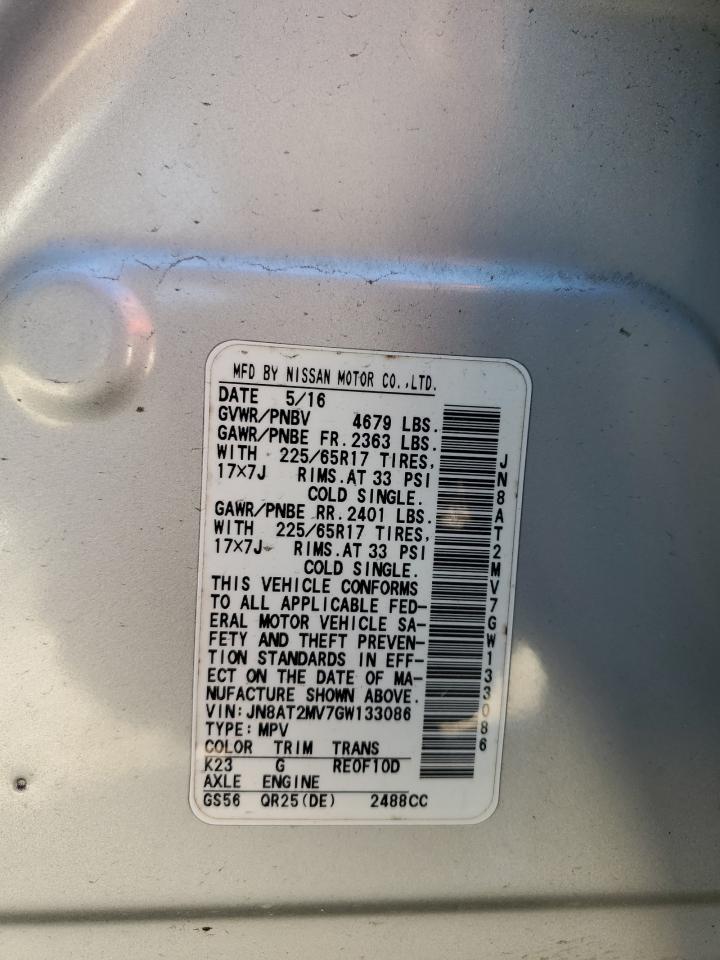 MFD BY NISSAN MOTOR CO.,LTD.
DATE 5/16
GVWR/PNBV 4679 LBS.
GAWR/PNBE FR. 2363 LBS.
WITH 225/65R17 TIRES,
17×7J RIMS.AT 33 PSI
COLD SINGLE.
GAWR/PNBE RR. 2401 LBS.
WITH 225/65R17 TIRES,
17×7J RIMS.AT 33 PSI
COLD SINGLE.
THIS VEHICLE CONFORMS
TO ALL APPLICABLE FED-
ERAL MOTOR VEHICLE SA-
FETY AND THEFT PREVEN-
TION STANDARDS IN EFF-
ECT ON THE DATE OF MA-
NUFACTURE SHOWN ABOVE.
VIN:JN8AT2MV7GW133086
TYPE:MPV
COLOR TRIM TRANS
K23 G RE0F10D
AXLE ENGINE
GS56 QR25(DE) 2488CC
JN8AT2MV7GW133086